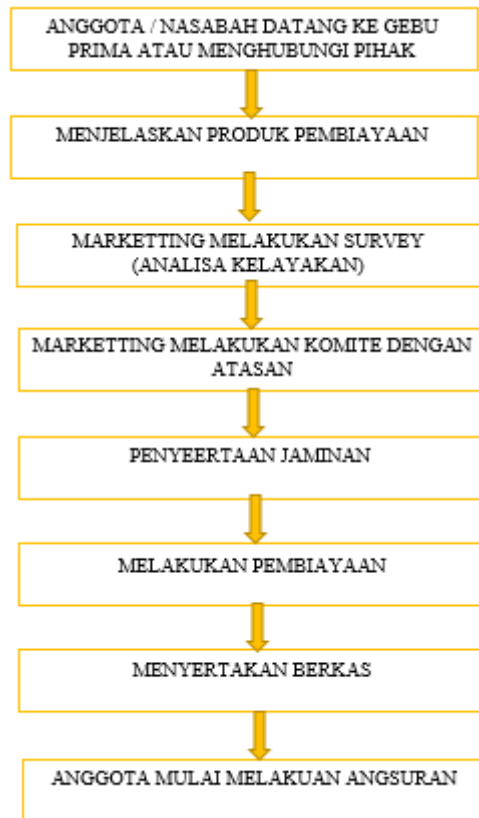 ANGGOTA / NASABAH DATANG KE GEBU
PRIMA ATAU MENGHUBUNGI PIHAK
MENJELASKAN PRODUK PEMBIAYAAN
MARKETTING MELAKUKAN SURVEY
(ANALISA KELAYAKAN)
MARKETTING MELAKUKAN KOMITE DENGAN
ATASAN
PENYEERTAAN JAMINAN
MELAKUKAN PEMBIAYAAN
MENYERTAKAN BERKAS
ANGGOTA MULAI MELAKUAN ANGSURAN